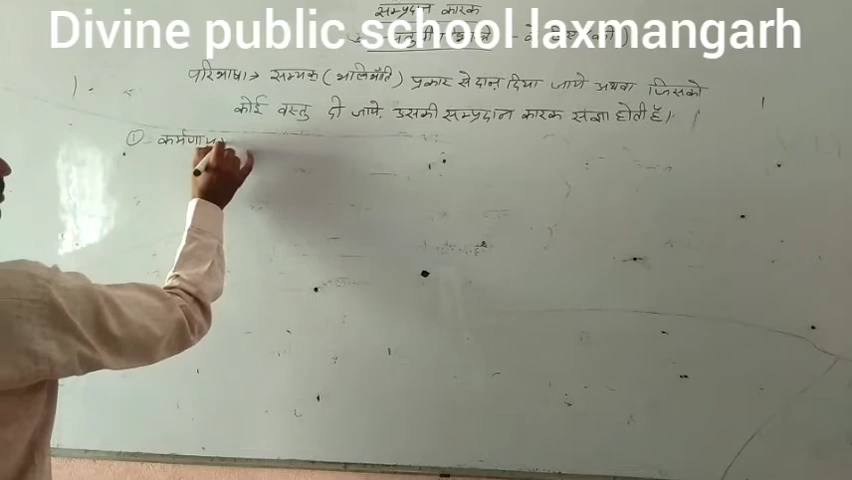 सम्प्रदान कारक
Divine public school laxmangarh
परिभाषा→ सम्यक् (भलिभाँति) प्रकार से दान दिया जाये अथवा जिसको
कोई वस्तु दी जाये, उसकी सम्प्रदान कारक संज्ञा होती है।
① कर्मणा